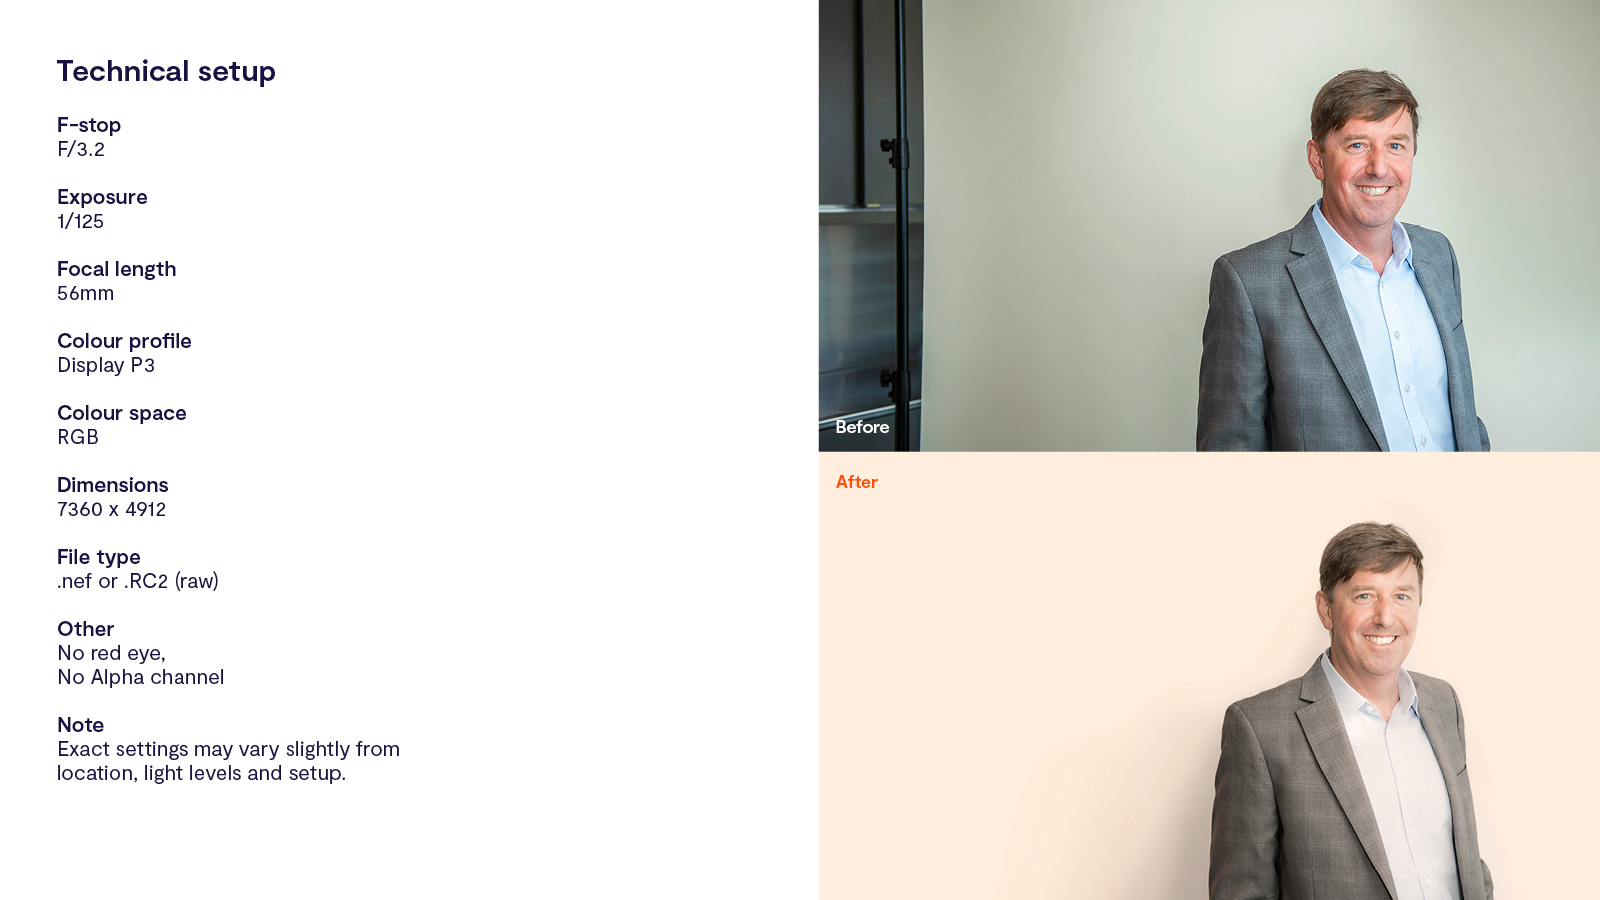 Technical setup
F-stop
F/3.2
Exposure
1/125
Focal length
56mm
Colour profile
Display P3
Colour space
RGB
Dimensions
7360 x 4912
File type
.nef or .RC2 (raw)
Other
No red eye,
No Alpha channel
Note
Exact settings may vary slightly from
location, light levels and setup.
Before
After